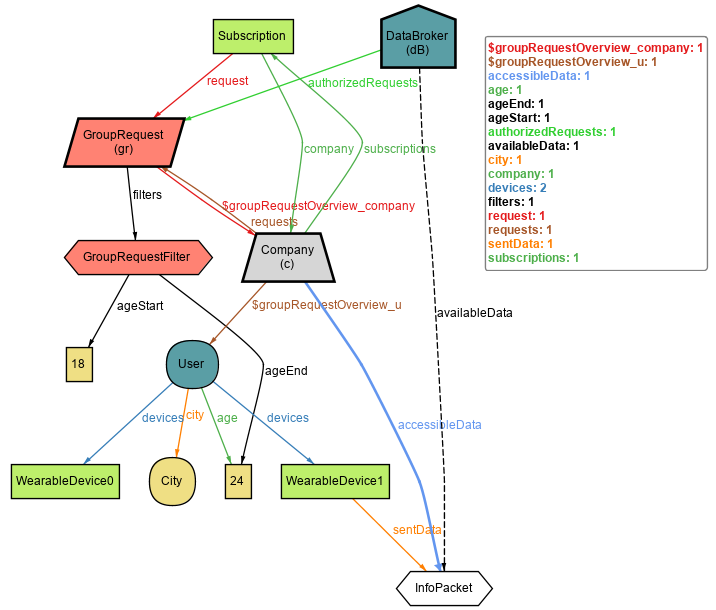 Subscription
DataBroker
(dB)
$groupRequestOverview_company: 1
$groupRequestOverview_u: 1
accessibleData: 1
age: 1
ageEnd: 1
ageStart: 1
authorizedRequests: 1
availableData: 1
city: 1
company: 1
devices: 2
filters: 1
request: 1
requests: 1
sentData: 1
subscriptions: 1
request
authorizedRequests
GroupRequest
(gr)
company
subscriptions
filters
$groupRequestOverview_company
requests
GroupRequestFilter
Company
(c)
ageStart
$groupRequestOverview_u
availableData
18
User
ageEnd
devices
city
age
devices
accessibleData
WearableDevice0
City
24
WearableDevice1
sentData
InfoPacket